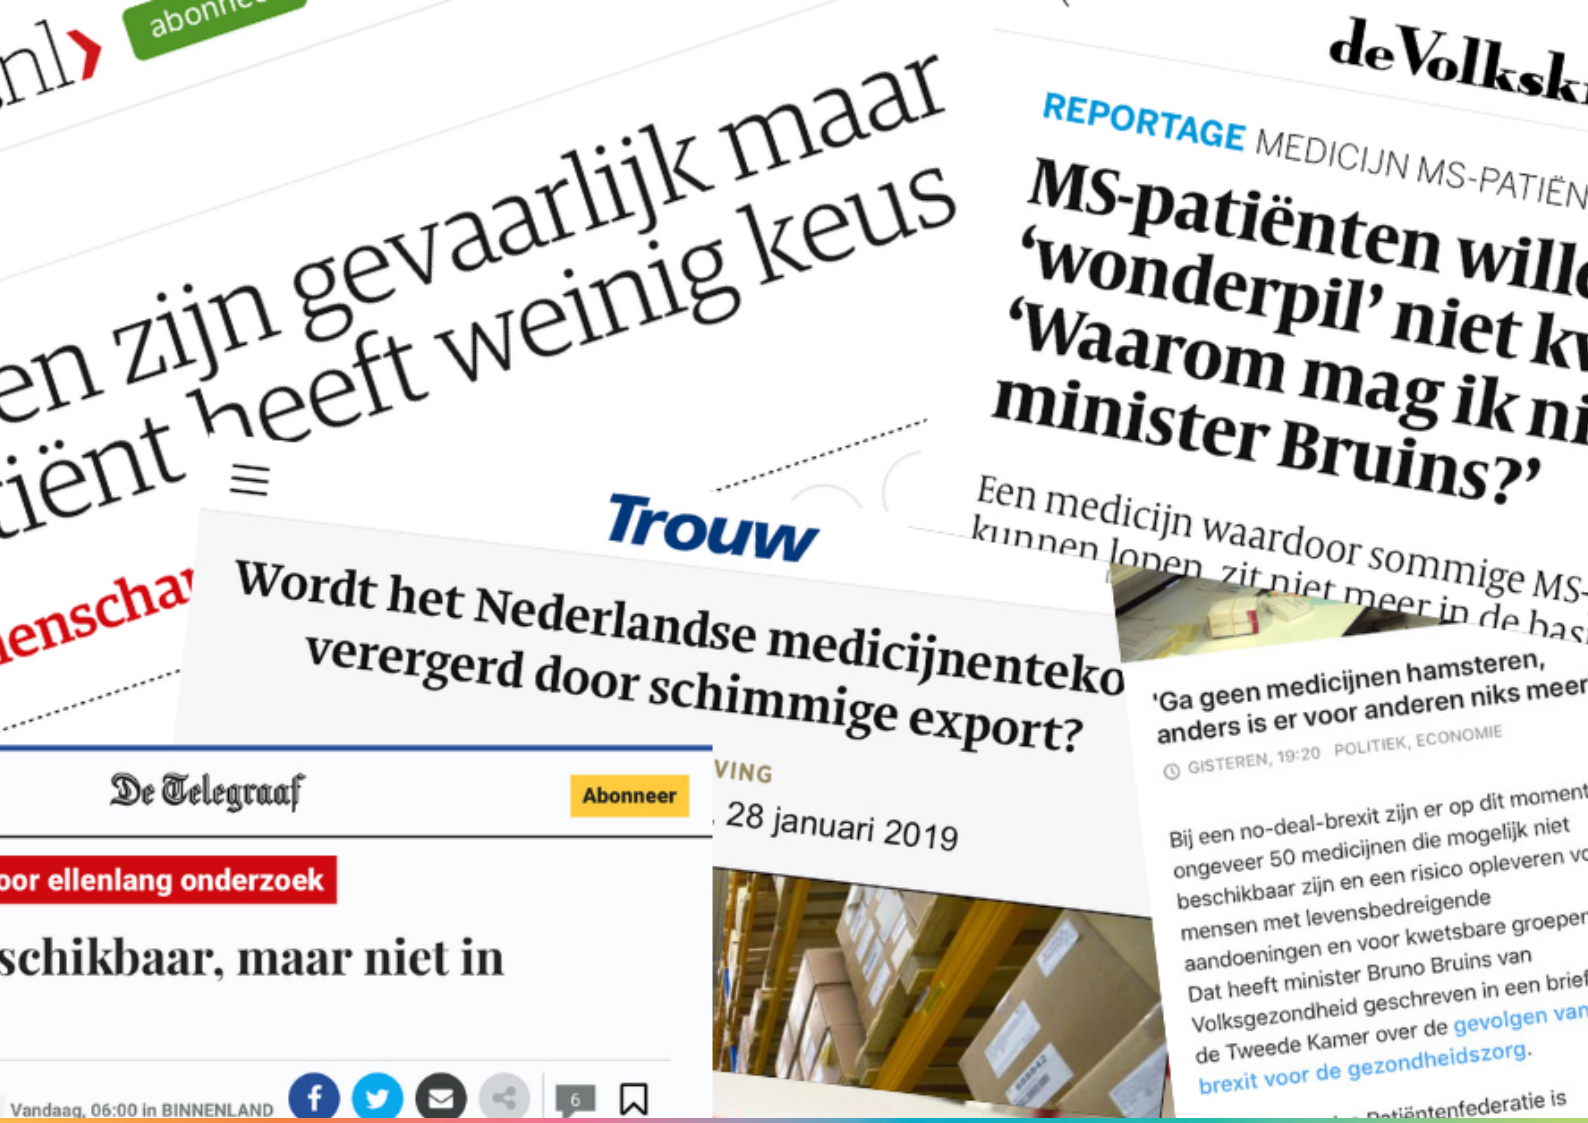 .nl
abonnee
en zijn gevaarlijk maar
tiënt heeft weinig keus
enschap
de Volksk
REPORTAGE MEDICIJN MS-PATIËN
MS-patiënten wille
‘wonderpil’ niet kw
‘Waarom mag ik ni
minister Bruins?’
Een medicijn waardoor sommige MS-
kunnen lopen, zit niet meer in de bas
Trouw
Wordt het Nederlandse medicijnenteko
verergerd door schimmige export?
VING
28 januari 2019
De Telegraaf
Abonneer
oor ellenlang onderzoek
schikbaar, maar niet in
Vandaag, 06:00 in BINNENLAND
6
'Ga geen medicijnen hamsteren,
anders is er voor anderen niks meer
GISTEREN, 19:20 POLITIEK, ECONOMIE
Bij een no-deal-brexit zijn er op dit moment
ongeveer 50 medicijnen die mogelijk niet
beschikbaar zijn en een risico opleveren vo
mensen met levensbedreigende
aandoeningen en voor kwetsbare groepen
Dat heeft minister Bruno Bruins van
Volksgezondheid geschreven in een brief
de Tweede Kamer over de gevolgen van
brexit voor de gezondheidszorg.
Patiëntenfederatie is